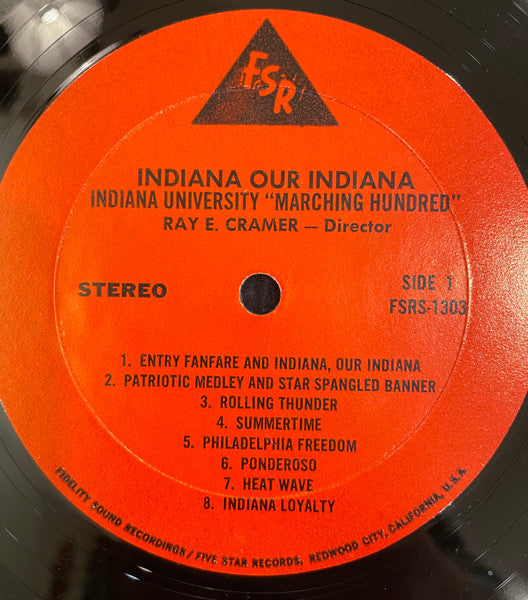 FSR
INDIANA OUR INDIANA
INDIANA UNIVERSITY “MARCHING HUNDRED”
RAY E. CRAMER — Director
STEREO
SIDE 1
FSRS-1303
1. ENTRY FANFARE AND INDIANA, OUR INDIANA
2. PATRIOTIC MEDLEY AND STAR SPANGLED BANNER
3. ROLLING THUNDER
4. SUMMERTIME
5. PHILADELPHIA FREEDOM
6. PONDEROSO
7. HEAT WAVE
8. INDIANA LOYALTY
FIDELITY SOUND RECORDINGS / FIVE STAR RECORDS, REDWOOD CITY, CALIFORNIA, U.S.A.